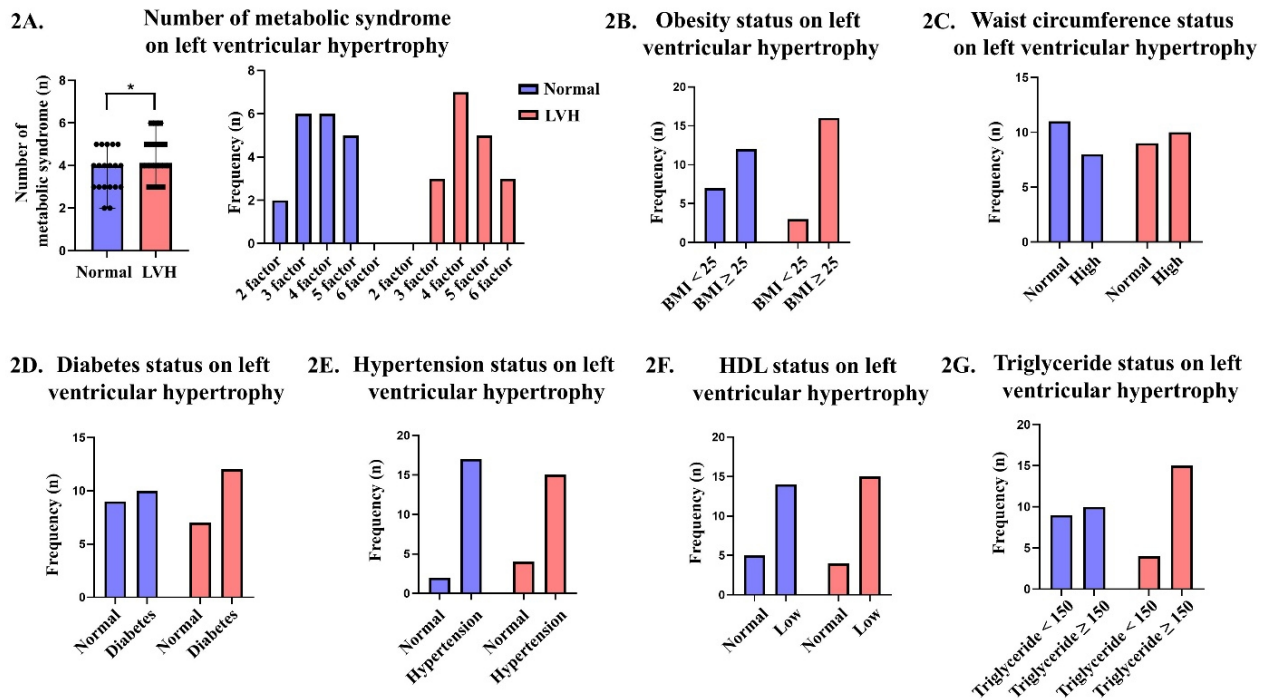 2A.
Number of metabolic syndrome
on left ventricular hypertrophy
Number of
metabolic syndrome (n)
8
6
4
2
0
*
Normal
LVH
Frequency (n)
8
6
4
2
0
2 factor
3 factor
4 factor
5 factor
6 factor
2 factor
3 factor
4 factor
5 factor
6 factor
Normal
LVH
2B.
Obesity status on left
ventricular hypertrophy
Frequency (n)
20
15
10
5
0
BMI < 25
BMI ≥ 25
BMI < 25
BMI ≥ 25
2C.
Waist circumference status
on left ventricular hypertrophy
Frequency (n)
15
10
5
0
Normal
High
Normal
High
2D.
Diabetes status on left
ventricular hypertrophy
Frequency (n)
15
10
5
0
Normal
Diabetes
Normal
Diabetes
2E.
Hypertension status on left
ventricular hypertrophy
Frequency (n)
20
15
10
5
0
Normal
Hypertension
Normal
Hypertension
2F.
HDL status on left
ventricular hypertrophy
Frequency (n)
20
15
10
5
0
Normal
Low
Normal
Low
2G.
Triglyceride status on left
ventricular hypertrophy
Frequency (n)
20
15
10
5
0
Triglyceride < 150
Triglyceride ≥ 150
Triglyceride < 150
Triglyceride ≥ 150